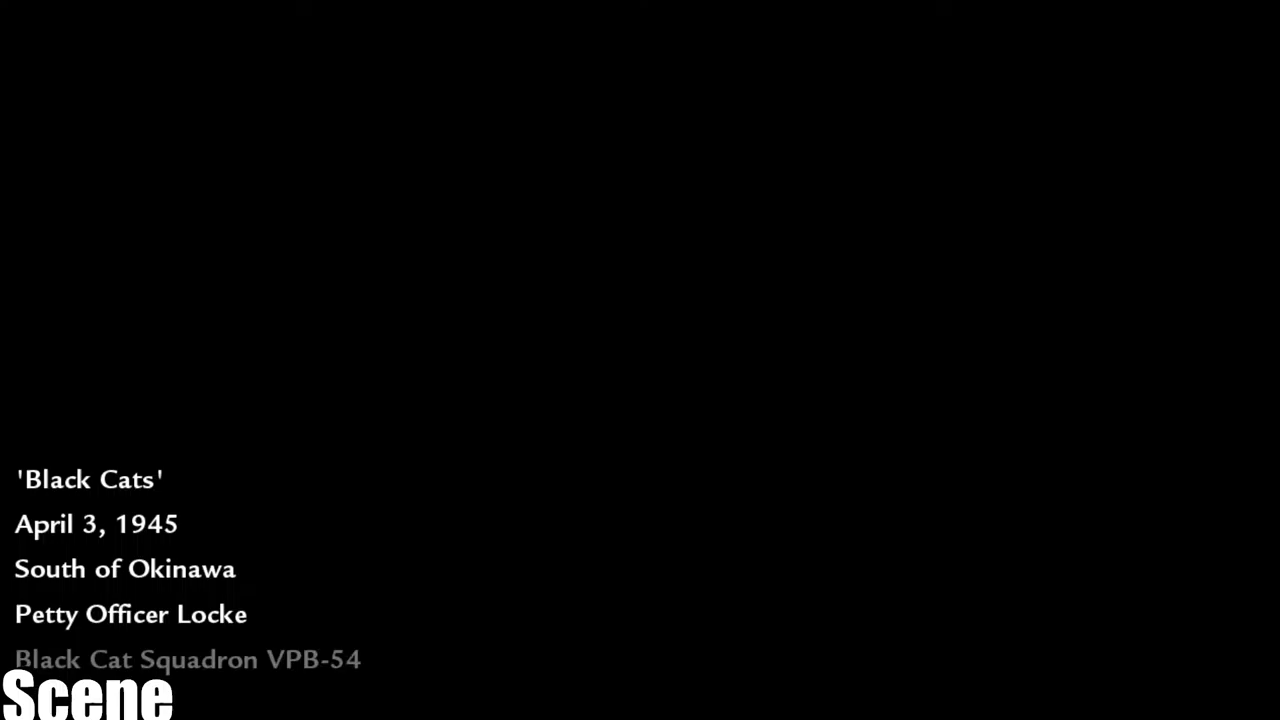 'Black Cats'
April 3, 1945
South of Okinawa
Petty Officer Locke
Black Cat Squadron VPB-54
Scene